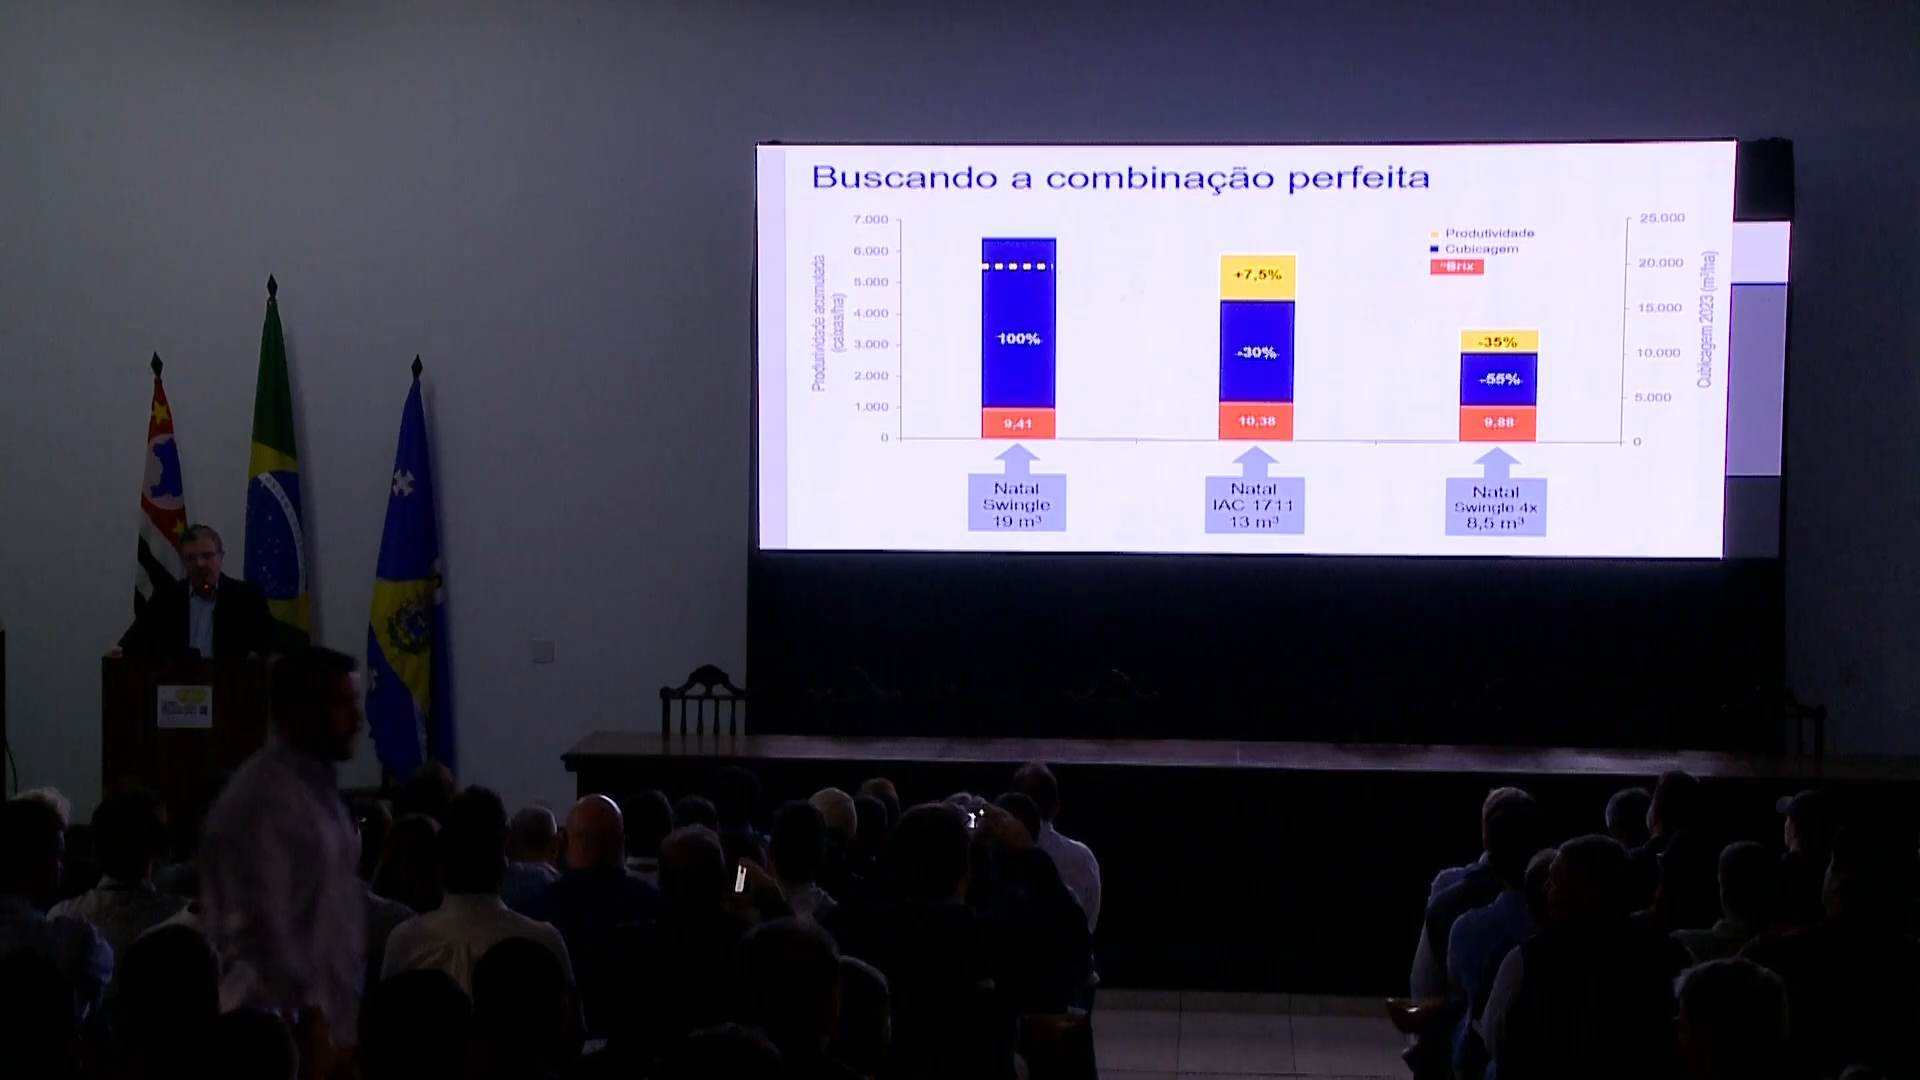 Buscando a combinação perfeita
7.000
6.000
5.000
4.000
3.000
2.000
1.000
0
Produtividade acumulada
(caixas/ha)
100%
9,41
+7,5%
-30%
10,38
-35%
-55%
9,88
Produtividade
Cubicagem
°Brix
25.000
20.000
15.000
10.000
5.000
0
Cubicagem 2023 (m³/ha)
Natal
Swingle
19 m³
Natal
IAC 1711
13 m³
Natal
Swingle 4x
8,5 m³